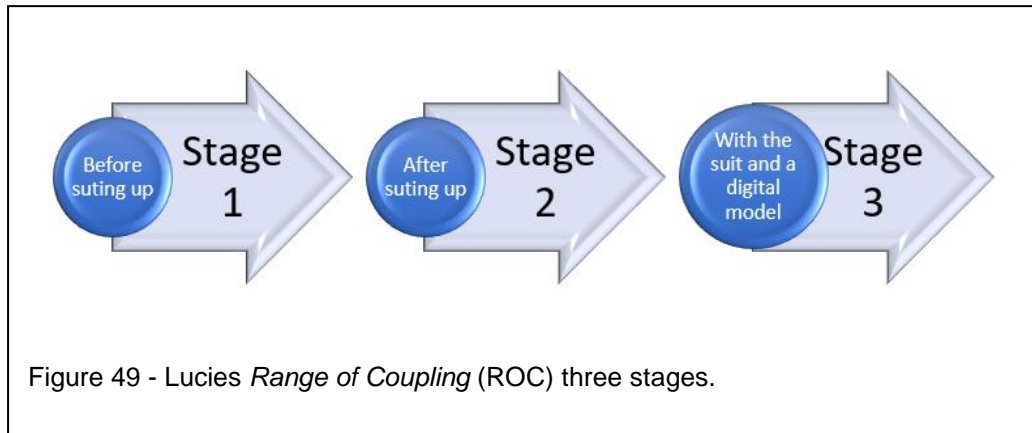 Before
suting up
Stage
1
After
suting up
Stage
2
With the
suit and a
digital
model
Stage
3
Figure 49 - Lucies Range of Coupling (ROC) three stages.